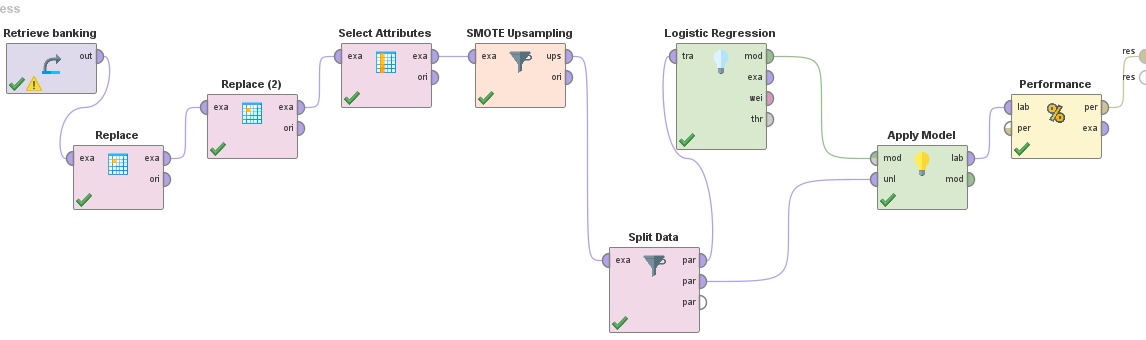 ess
Retrieve banking
out
Replace
exa exa
ori
Replace (2)
exa exa
ori
Select Attributes
exa exa
ori
SMOTE Upsampling
exa ups
ori
Split Data
exa par
par
par
Logistic Regression
tra mod
exa
wei
thr
Apply Model
mod lab
unl mod
Performance
%
lab per
per exa
res
res